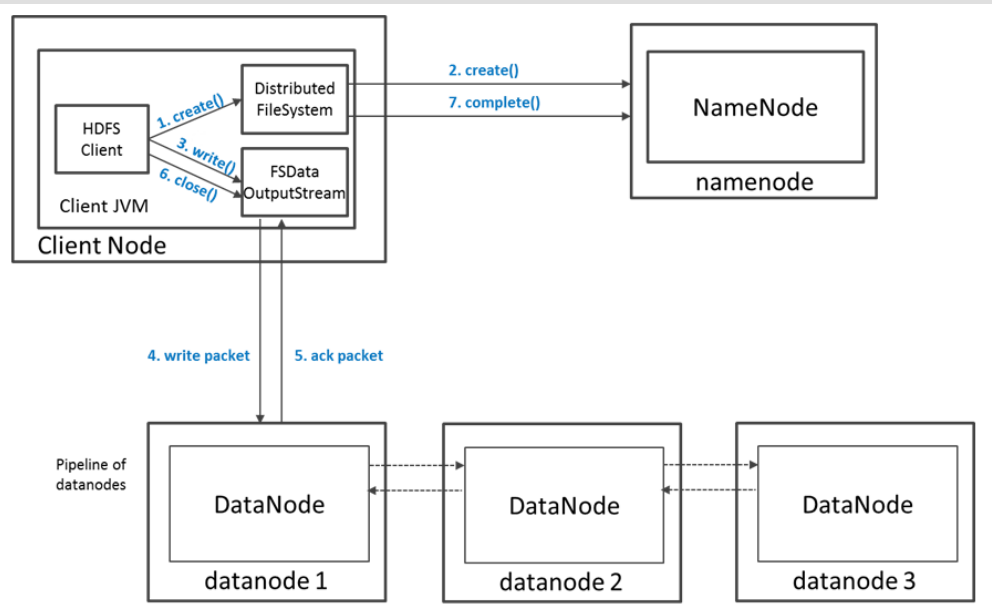 Distributed
FileSystem
2. create()
7. complete()
NameNode
namenode
1. create()
HDFS
Client
3. write()
6. close()
FSData
OutputStream
Client JVM
Client Node
4. write packet
5. ack packet
Pipeline of
datanodes
DataNode
datanode 1
DataNode
datanode 2
DataNode
datanode 3